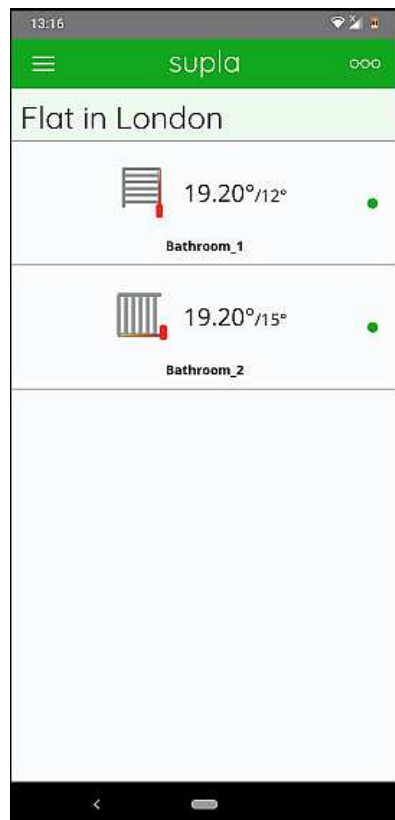 13:16
supla
Flat in London
19.20°/12°
Bathroom_1
19.20°/15°
Bathroom_2